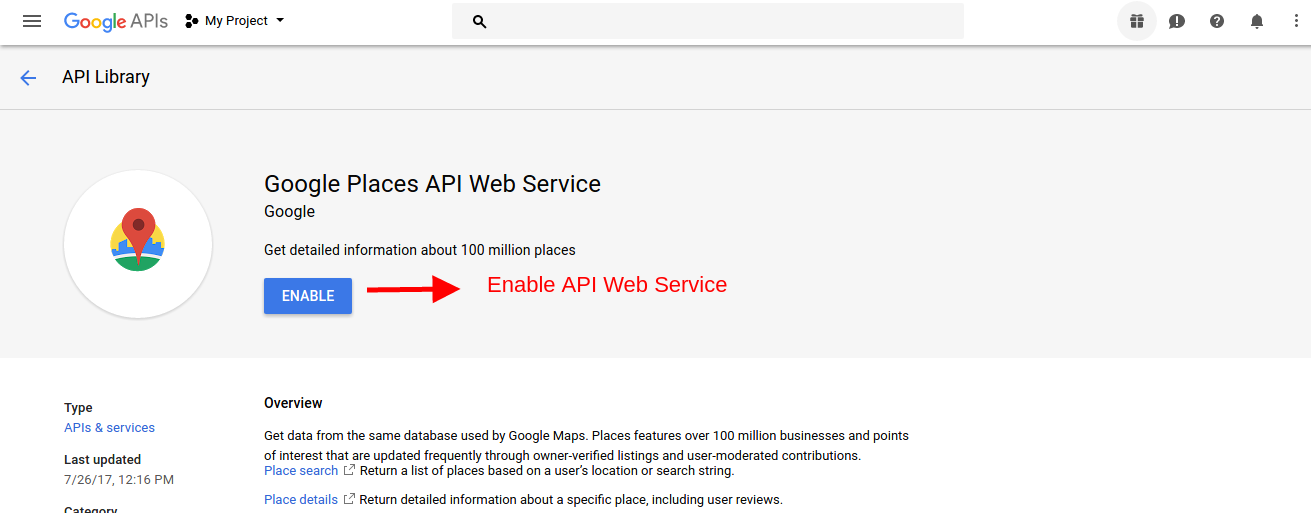 Google APIs My Project
API Library
Google Places API Web Service
Google
Get detailed information about 100 million places
ENABLE
Enable API Web Service
Type
APIs & services
Last updated
7/26/17, 12:16 PM
Category
Overview
Get data from the same database used by Google Maps. Places features over 100 million businesses and points
of interest that are updated frequently through owner-verified listings and user-moderated contributions.
Place search Return a list of places based on a user’s location or search string.
Place details Return detailed information about a specific place, including user reviews.